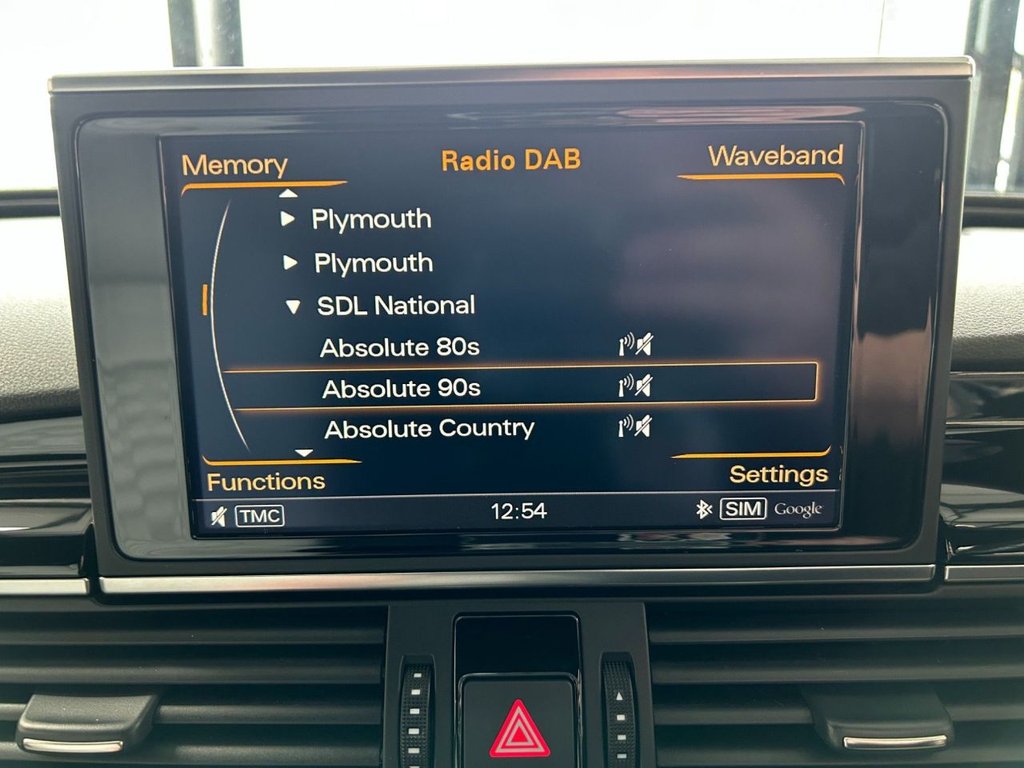 Memory Radio DAB Waveband
Plymouth
Plymouth
SDL National
Absolute 80s
Absolute 90s
Absolute Country
Functions Settings
TMC 12:54 SIM Google